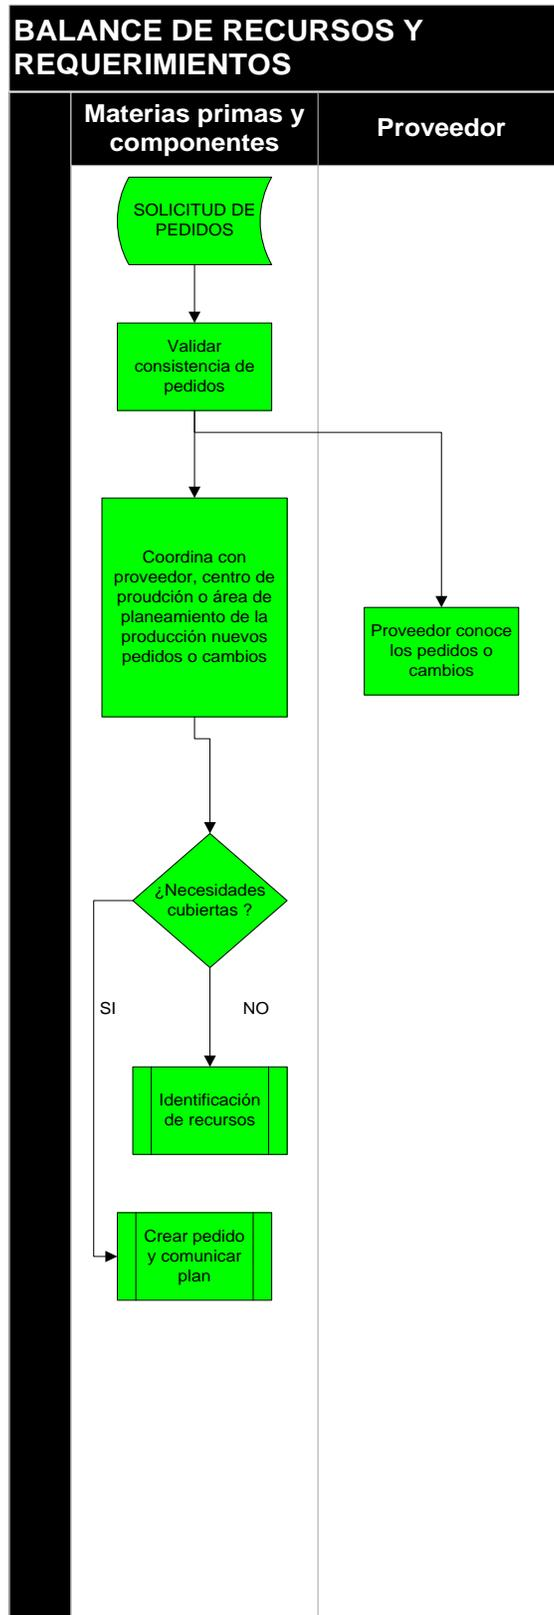 BALANCE DE RECURSOS Y
REQUERIMIENTOS
Materias primas y
componentes
Proveedor
SOLICITUD DE
PEDIDOS
Validar
consistencia de
pedidos
Coordina con
proveedor, centro de
proudción o área de
planeamiento de la
producción nuevos
pedidos o cambios
Proveedor conoce
los pedidos o
cambios
¿Necesidades
cubiertas ?
SI
NO
Identificación
de recursos
Crear pedido
y comunicar
plan